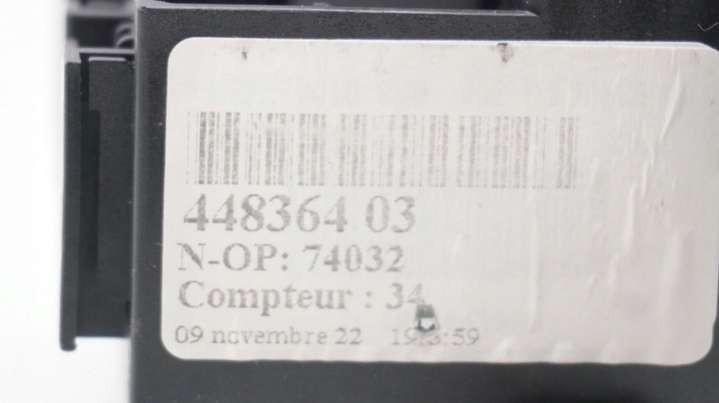 448364 03
N-OP: 74032
Compteur : 34
09 novembre 22